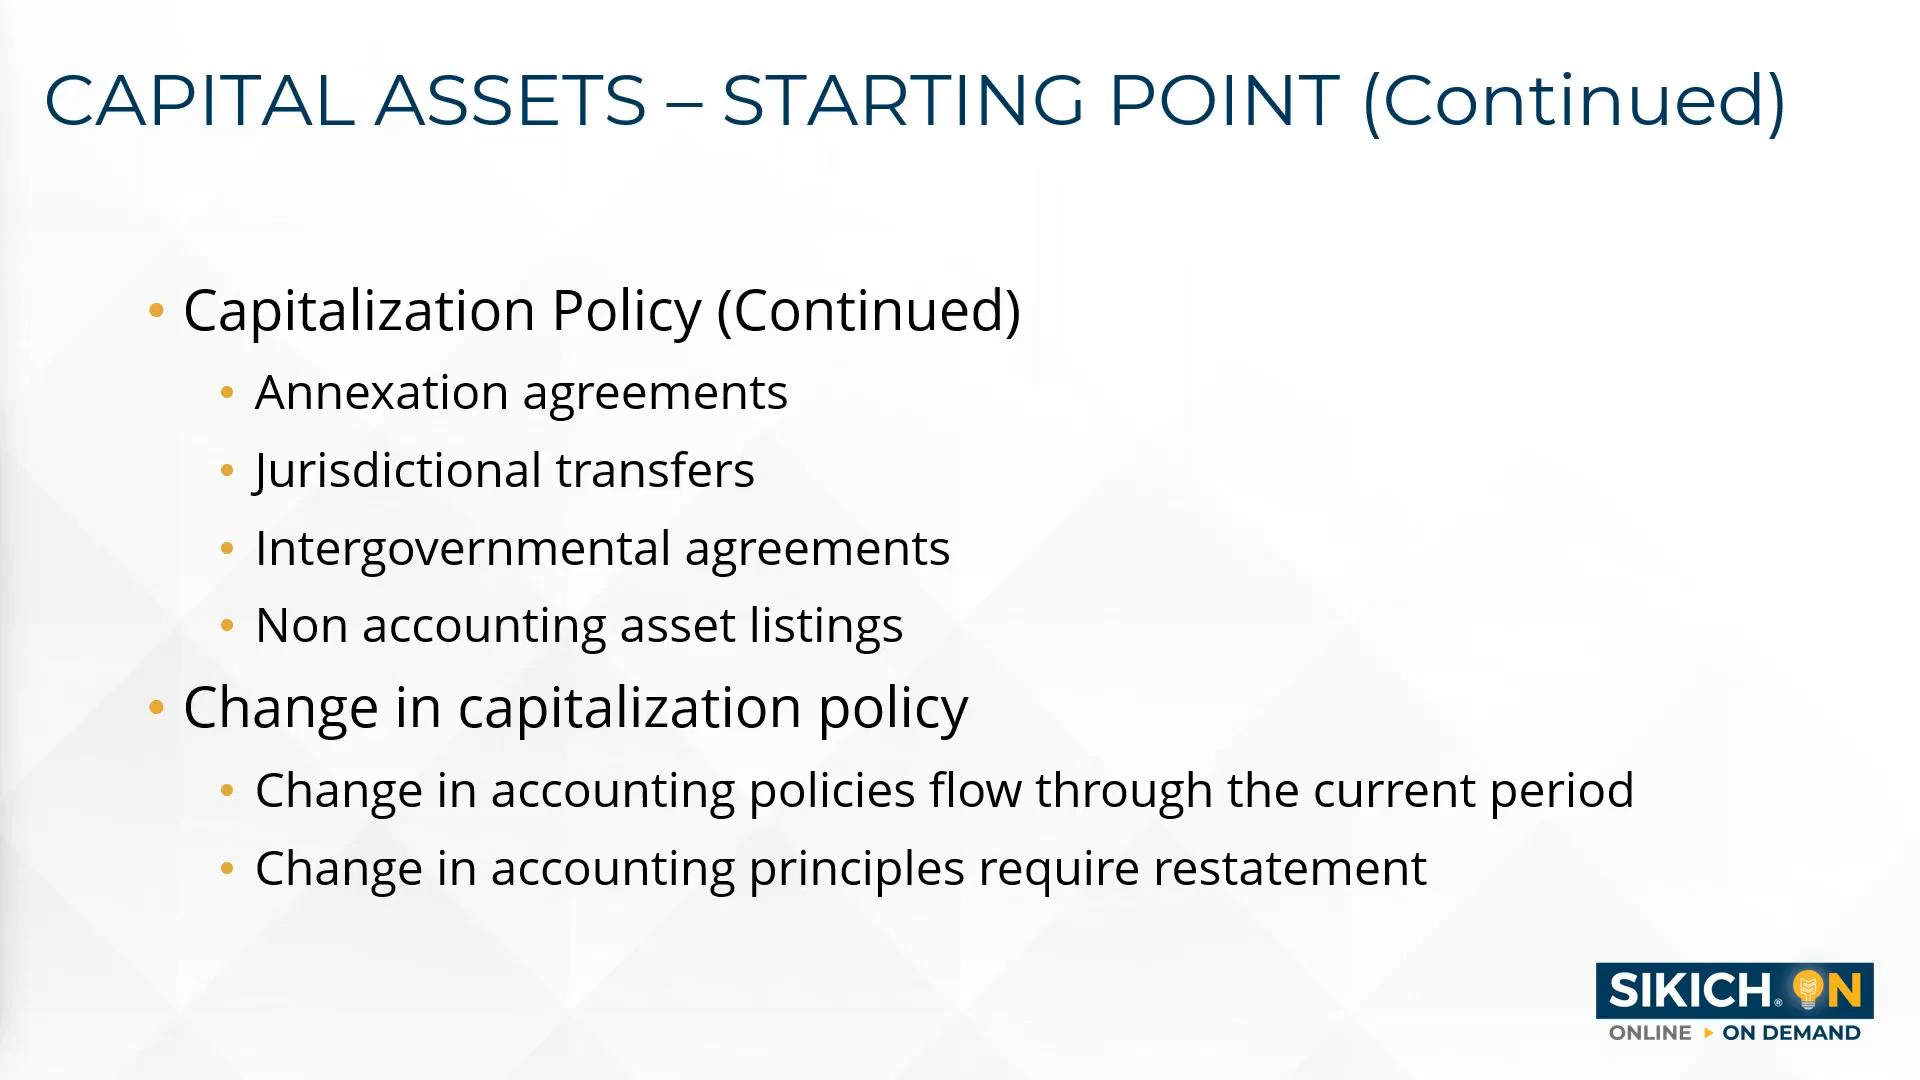 CAPITAL ASSETS – STARTING POINT (Continued)
• Capitalization Policy (Continued)
• Annexation agreements
• Jurisdictional transfers
• Intergovernmental agreements
• Non accounting asset listings
• Change in capitalization policy
• Change in accounting policies flow through the current period
• Change in accounting principles require restatement
SIKICH® ON
ONLINE ▸ ON DEMAND